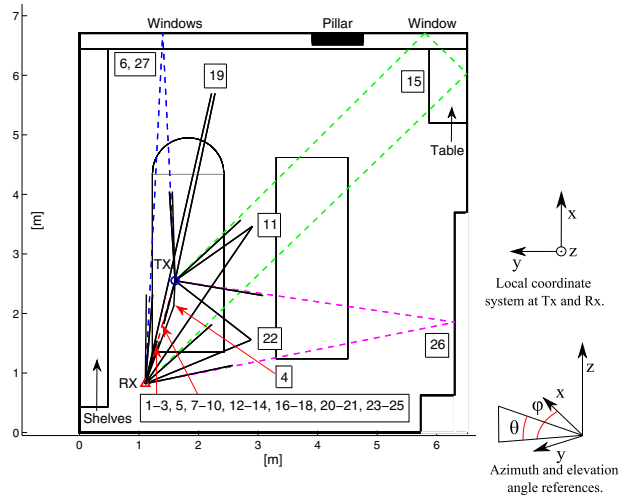 Windows Pillar Window
7
6, 27
19
15
6
Table
5
4
11
x
[m]
3
TX
y z
Local coordinate
system at Tx and Rx.
2
22
26
z
1
RX
4
φ x
1–3, 5, 7–10, 12–14, 16–18, 20–21, 23–25
θ
Shelves
y
0
0 1 2 3 4 5 6
[m]
Azimuth and elevation
angle references.